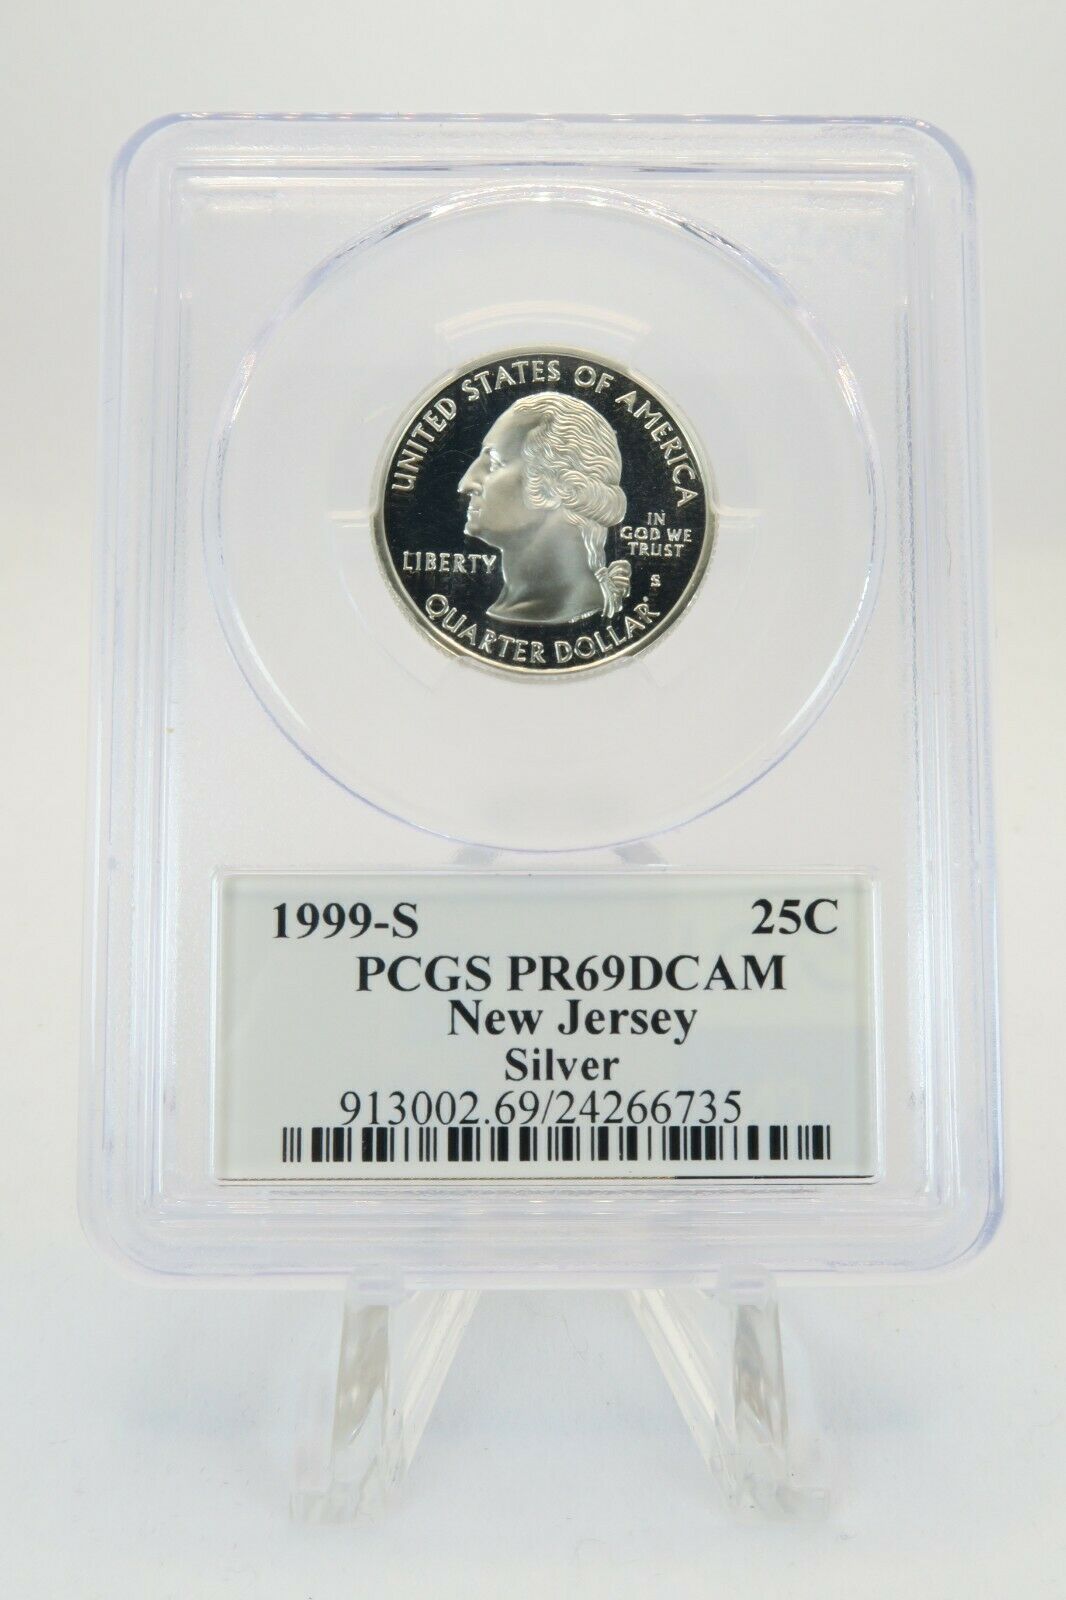 UNITED STATES OF AMERICA
IN
GOD WE
TRUST
LIBERTY
S
QUARTER DOLLAR
1999-S 25C
PCGS PR69DCAM
New Jersey
Silver
913002.69/24266735